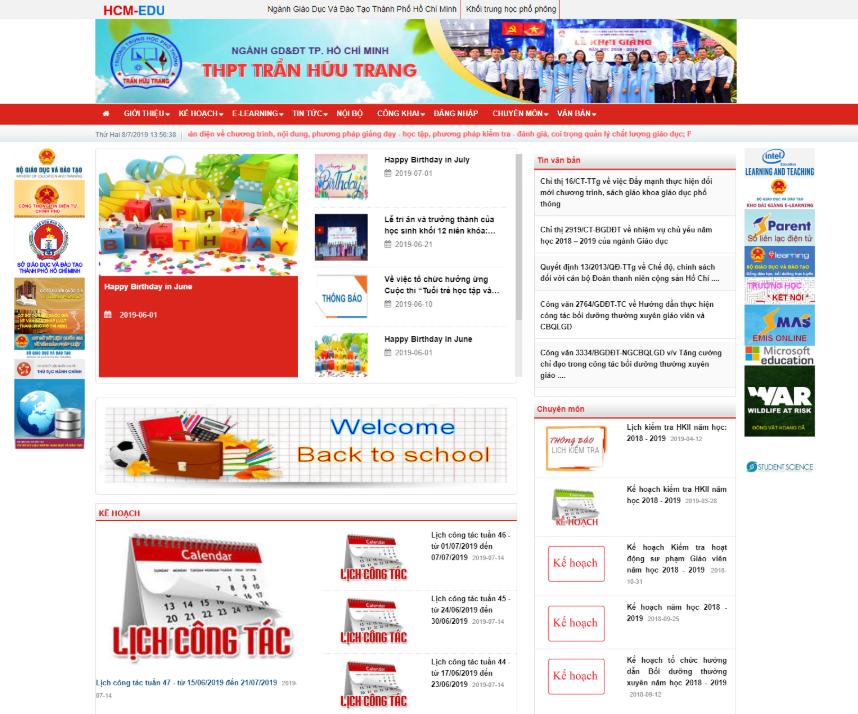 HCM-EDU
Ngành Giáo Dục Và Đào Tạo Thành Phố Hồ Chí Minh
Khối trung học phổ thông
NGÀNH GD&ĐT TP. HỒ CHÍ MINH
THPT TRẦN HỮU TRANG
TRẦN HỮU TRANG
LỄ KHAI GIẢNG
GIỚI THIỆU KẾ HOẠCH E-LEARNING TIN TỨC NỘI BỘ CÔNG KHAI ĐĂNG NHẬP CHUYÊN MÔN VĂN BẢN
Thứ Hai 8/7/2019 13:56:38
àn diện về chương trình, nội dung, phương pháp giảng dạy - học tập, phương pháp kiểm tra - đánh giá, coi trọng quản lý chất lượng giáo dục;
BỘ GIÁO DỤC VÀ ĐÀO TẠO
MINISTRY OF EDUCATION AND TRAINING
CỔNG THÔNG TIN ĐIỆN TỬ
CHÍNH PHỦ
SỞ GIÁO DỤC VÀ ĐÀO TẠO
THÀNH PHỐ HỒ CHÍ MINH
THỦ TỤC HÀNH CHÍNH
HAPPY
BIRTHDAY
Happy Birthday in June
2019-06-01
Happy Birthday in July
2019-07-01
Lễ tri ân và trưởng thành của
học sinh khối 12 niên khóa:...
2019-06-21
THÔNG BÁO
Về việc tổ chức hưởng ứng
Cuộc thi “Tuổi trẻ học tập và...
2019-06-10
Happy Birthday in June
2019-06-01
Welcome
Back to school
KẾ HOẠCH
Calendar
LỊCH CÔNG TÁC
Lịch công tác tuần 47 - từ 15/06/2019 đến 21/07/2019 2019-
07-14
Calendar
LỊCH CÔNG TÁC
Lịch công tác tuần 46 -
từ 01/07/2019 đến
07/07/2019 2019-07-14
Calendar
LỊCH CÔNG TÁC
Lịch công tác tuần 45 -
từ 24/06/2019 đến
30/06/2019 2019-07-14
Calendar
LỊCH CÔNG TÁC
Lịch công tác tuần 44 -
từ 17/06/2019 đến
23/06/2019 2019-07-14
Tin văn bản
Chỉ thị 16/CT-TTg về việc Đẩy mạnh thực hiện đổi
mới chương trình, sách giáo khoa giáo dục phổ
thông
Chỉ thị 2919/CT-BGDĐT về nhiệm vụ chủ yếu năm
học 2018 – 2019 của ngành Giáo dục
Quyết định 13/2013/QĐ-TTg về Chế độ, chính sách
đối với cán bộ Đoàn thanh niên cộng sản Hồ Chí ....
Công văn 2764/GDĐT-TC về Hướng dẫn thực hiện
công tác bồi dưỡng thường xuyên giáo viên và
CBQLGD
Công văn 3334/BGDĐT-NGCBQLGD v/v Tăng cường
chỉ đạo trong công tác bồi dưỡng thường xuyên
giáo ....
Chuyên môn
THÔNG BÁO
LỊCH KIỂM TRA
Lịch kiểm tra HKII năm học:
2018 - 2019 2019-04-12
KẾ HOẠCH
Kế hoạch kiểm tra HKII năm
học 2018 - 2019 2019-03-28
Kế hoạch
Kế hoạch Kiểm tra hoạt
động sư phạm Giáo viên
năm học 2018 - 2019 2018-
10-31
Kế hoạch
Kế hoạch năm học 2018 -
2019 2018-09-25
Kế hoạch
Kế hoạch tổ chức hướng
dẫn Bồi dưỡng thường
xuyên năm học 2018 - 2019
2018-09-12
intel
Education
LEARNING AND TEACHING
BỘ GIÁO DỤC VÀ ĐÀO TẠO
KHO BÀI GIẢNG E-LEARNING
Parent
Sổ liên lạc điện tử
elearning
BỘ GIÁO DỤC VÀ ĐÀO TẠO
TRƯỜNG HỌC
"KẾT NỐI"
SMAS
EMIS ONLINE
Microsoft
education
WAR
WILDLIFE AT RISK
ĐỘNG VẬT HOANG DÃ
STUDENT SCIENCE